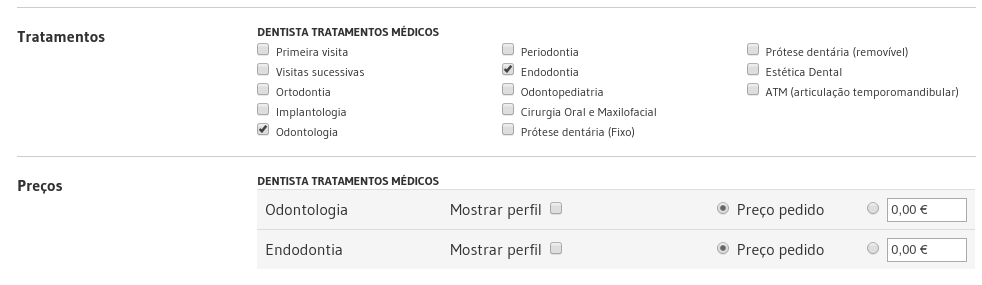 Tratamentos
DENTISTA TRATAMENTOS MÉDICOS
Primeira visita
Visitas sucessivas
Ortodontia
Implantologia
Odontologia
Periodontia
Endodontia
Odontopediatria
Cirurgia Oral e Maxilofacial
Prótese dentária (Fixo)
Prótese dentária (removível)
Estética Dental
ATM (articulação temporomandibular)
Preços
DENTISTA TRATAMENTOS MÉDICOS
Odontologia Mostrar perfil Preço pedido 0,00 €
Endodontia Mostrar perfil Preço pedido 0,00 €